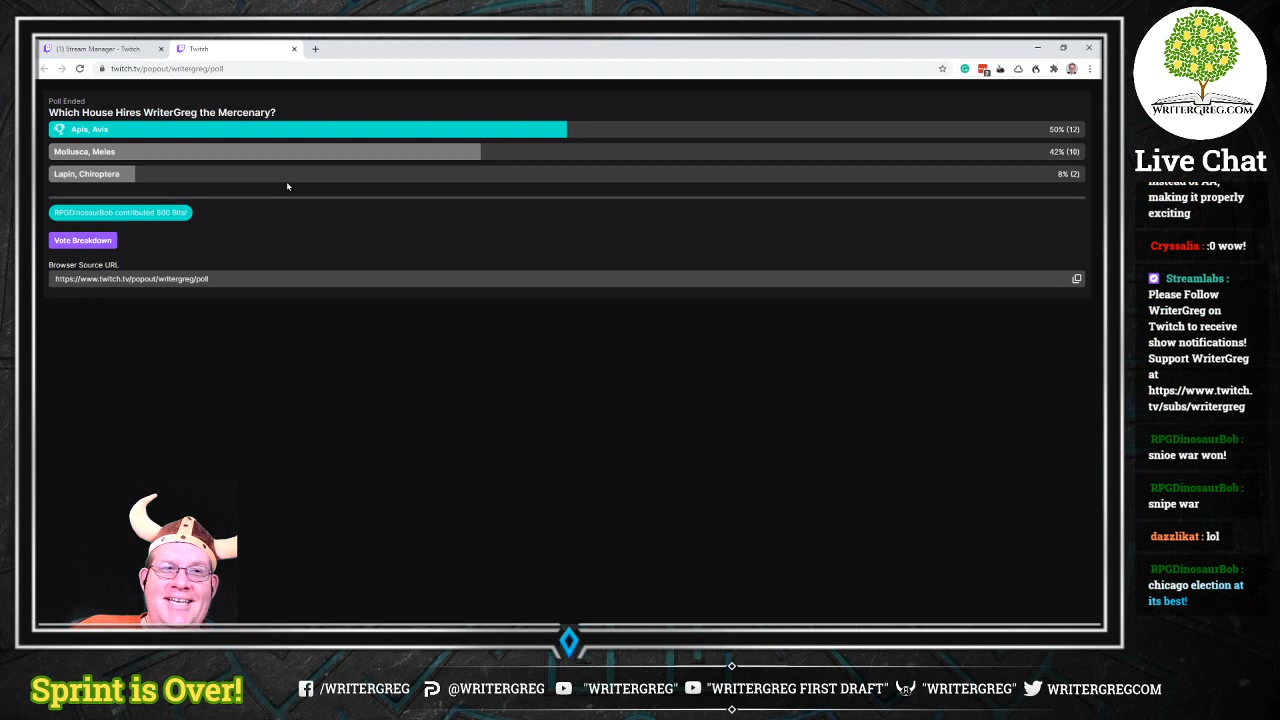 (1) Stream Manager - Twitch
Twitch
twitch.tv/popout/writergreg/poll
Poll Ended
Which House Hires WriterGreg the Mercenary?
Apis, Avis 50% (12)
Mollusca, Meles 42% (10)
Lapin, Chiroptera 8% (2)
RPGDinosaurBob contributed 500 Bits!
Vote Breakdown
Browser Source URL
https://www.twitch.tv/popout/writergreg/poll
WRITERGREG.COM
Live Chat
instead of AA,
making it properly
exciting
Cryssalia : :0 wow!
Streamlabs :
Please Follow
WriterGreg on
Twitch to receive
show notifications!
Support WriterGreg
at
https://www.twitch.
tv/subs/writergreg
RPGDinosaurBob :
snioe war won!
RPGDinosaurBob :
snipe war
dazzlikat : lol
RPGDinosaurBob :
chicago election at
its best!
Sprint is Over!
/WRITERGREG
@WRITERGREG
"WRITERGREG"
"WRITERGREG FIRST DRAFT"
"WRITERGREG"
WRITERGREGCOM